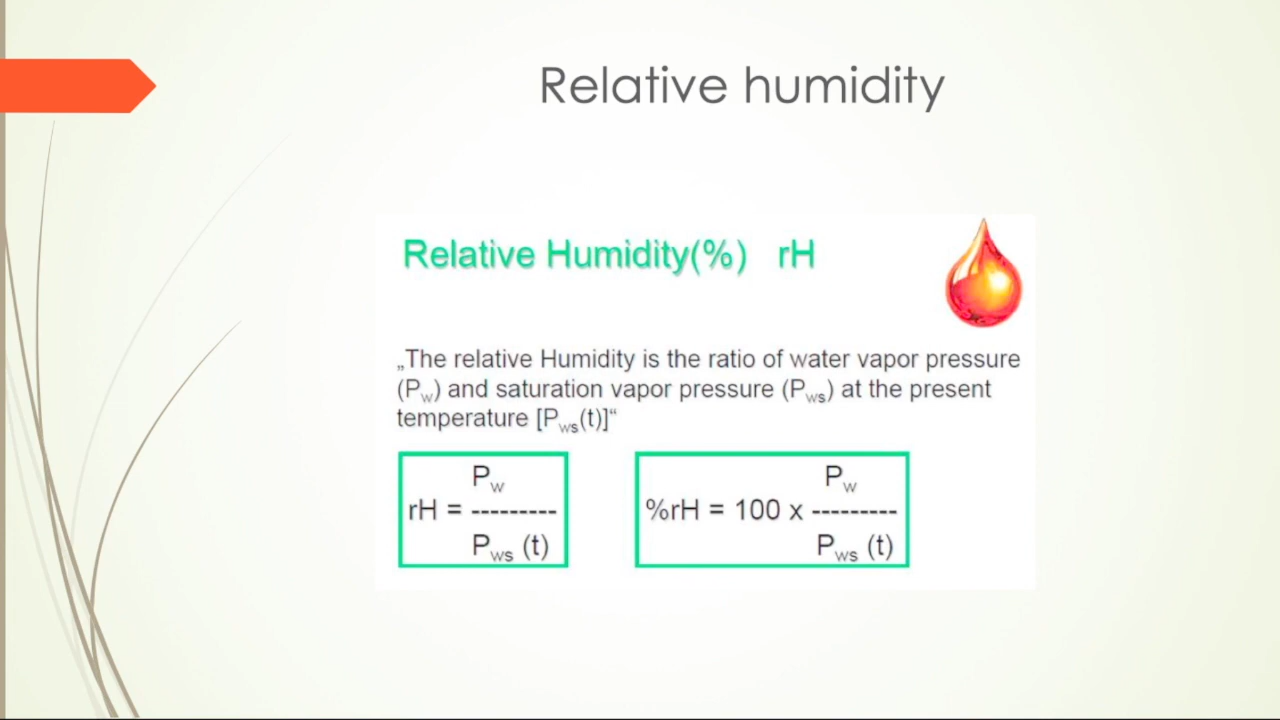 Relative humidity
Relative Humidity(%) rH
„The relative Humidity is the ratio of water vapor pressure
(Pw) and saturation vapor pressure (Pws) at the present
temperature [Pws(t)]“
Pw
rH = ---------
Pws (t)
Pw
%rH = 100 x ---------
Pws (t)